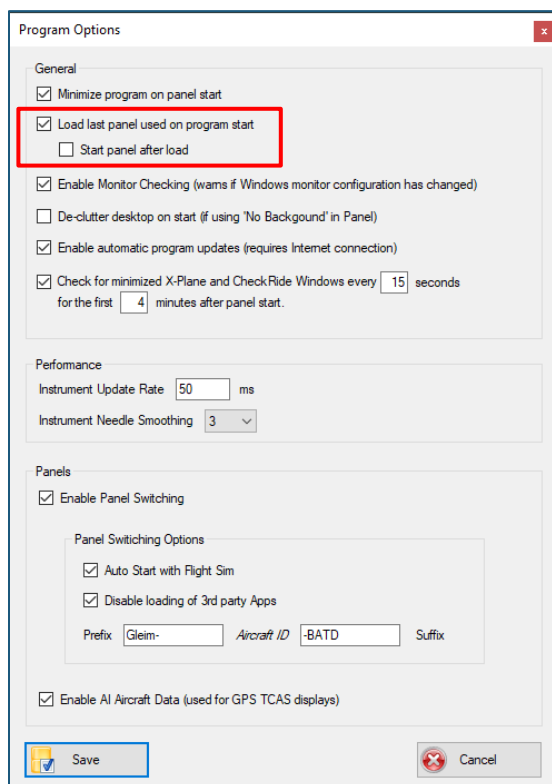 Program Options
x
General
Minimize program on panel start
Load last panel used on program start
Start panel after load
Enable Monitor Checking (warns if Windows monitor configuration has changed)
De-clutter desktop on start (if using 'No Backgound' in Panel)
Enable automatic program updates (requires Internet connection)
Check for minimized X-Plane and CheckRide Windows every 15 seconds
for the first 4 minutes after panel start.
Performance
Instrument Update Rate 50 ms
Instrument Needle Smoothing 3
Panels
Enable Panel Switching
Panel Switiching Options
Auto Start with Flight Sim
Disable loading of 3rd party Apps
Prefix Gleim- Aircraft ID -BATD Suffix
Enable AI Aircraft Data (used for GPS TCAS displays)
Save Cancel